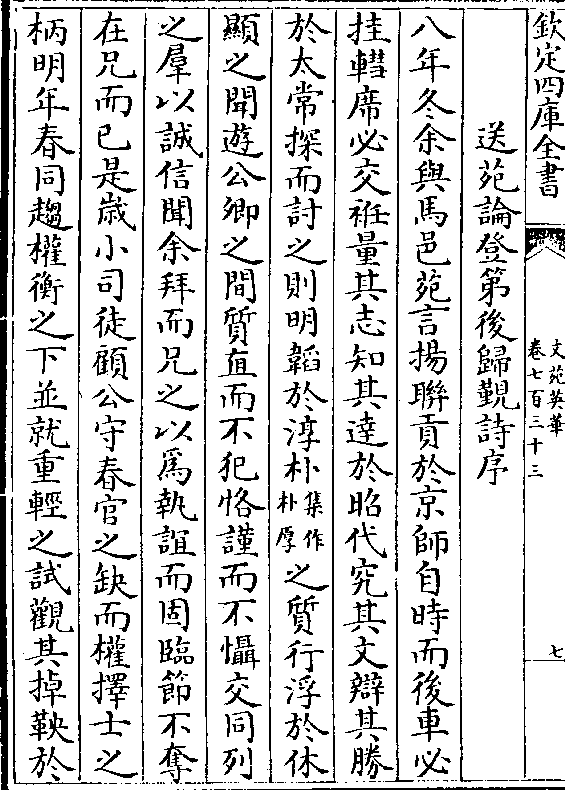 欽定四庫全書
文苑英華
卷七百三十三
七
送苑論登第後歸覲詩序
八年冬余與馬邑苑言揚聯貢於京師自時而後車必
挂轊席必交袵量其志知其達於昭代究其文辯其勝
於太常探而討之則明韜於淳朴集作朴厚之質行浮於休
顯之聞遊公卿之間質直而不犯恪謹而不懾交同列
之羣以誠信聞余拜而兄之以為執誼而固臨節不奪
在兄而已是歲小司徒顧公守春官之缺而權擇士之
柄明年春同趨權衡之下並就重輕之試觀其掉鞅於